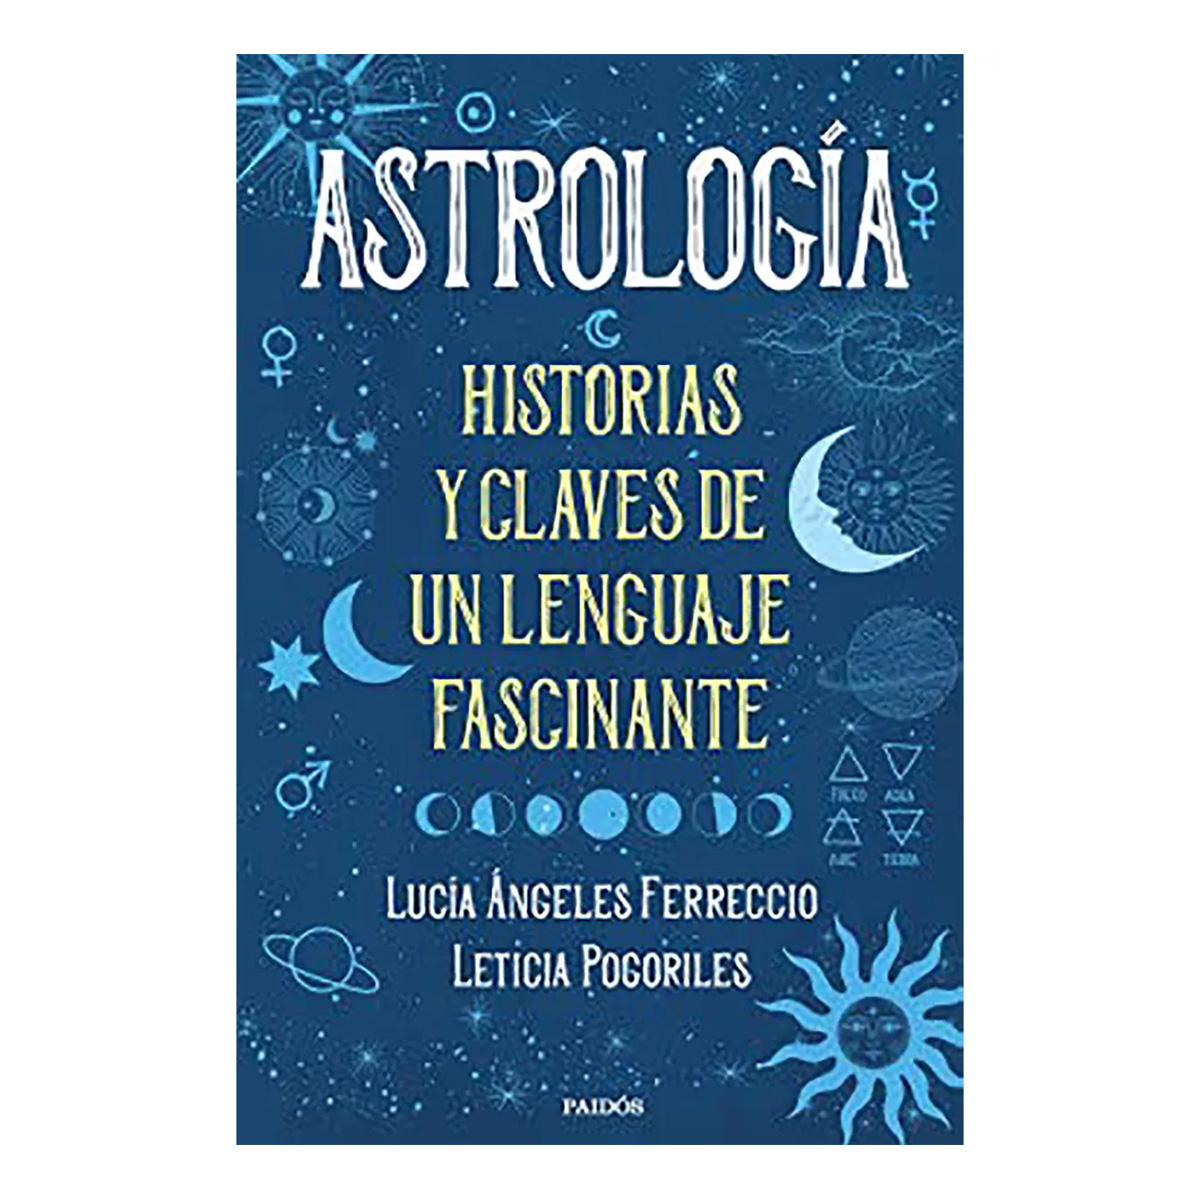 ASTROLOGÍA
HISTORIAS
Y CLAVES DE
UN LENGUAJE
FASCINANTE
FUEGO AGUA
AIRE TIERRA
LUCÍA ÁNGELES FERRECCIO
LETICIA POGORILES
PAIDÓS